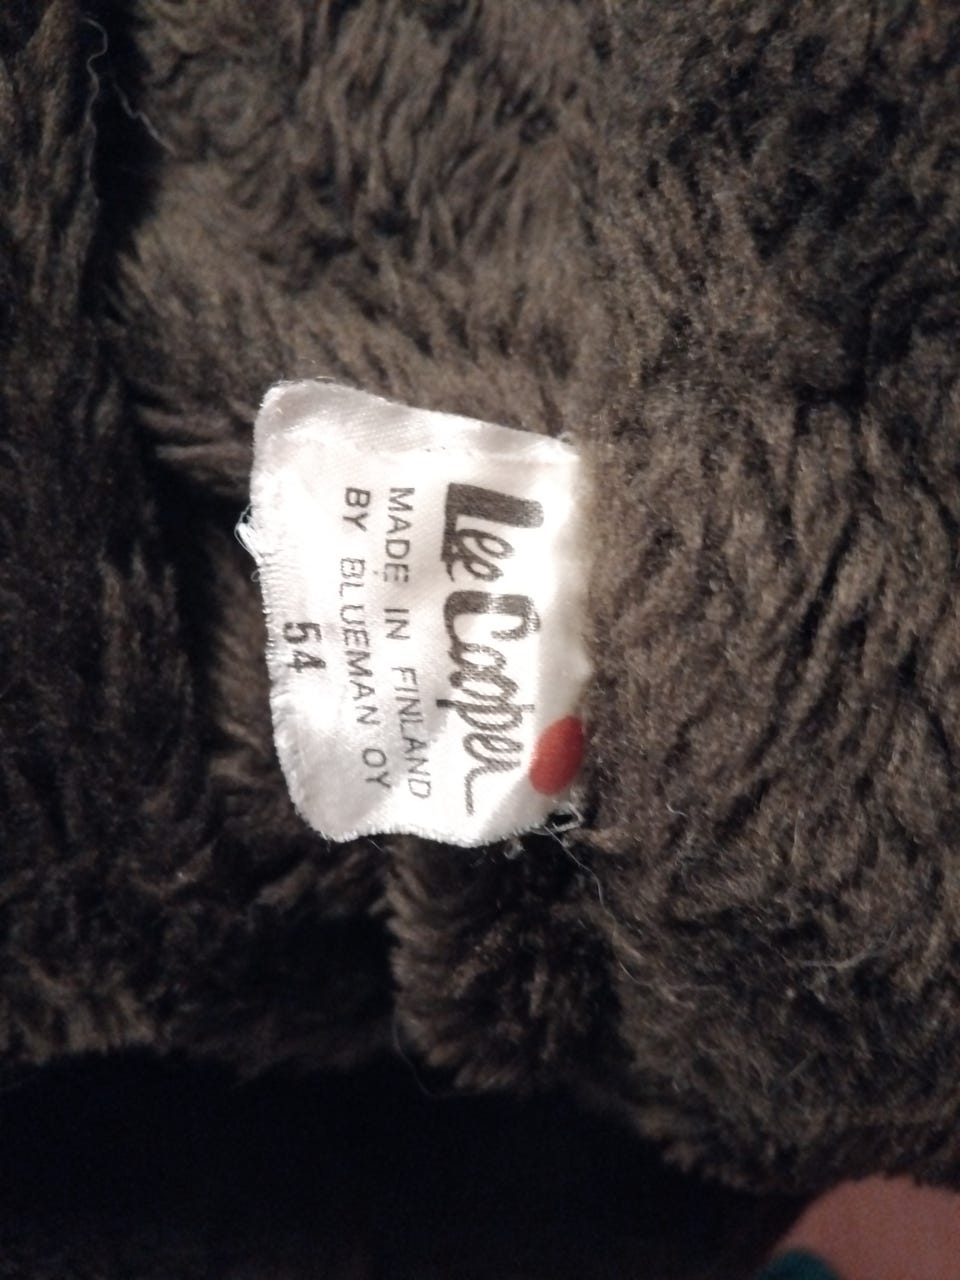 Lee Cooper
MADE IN FINLAND
BY BLUEMAN OY
54